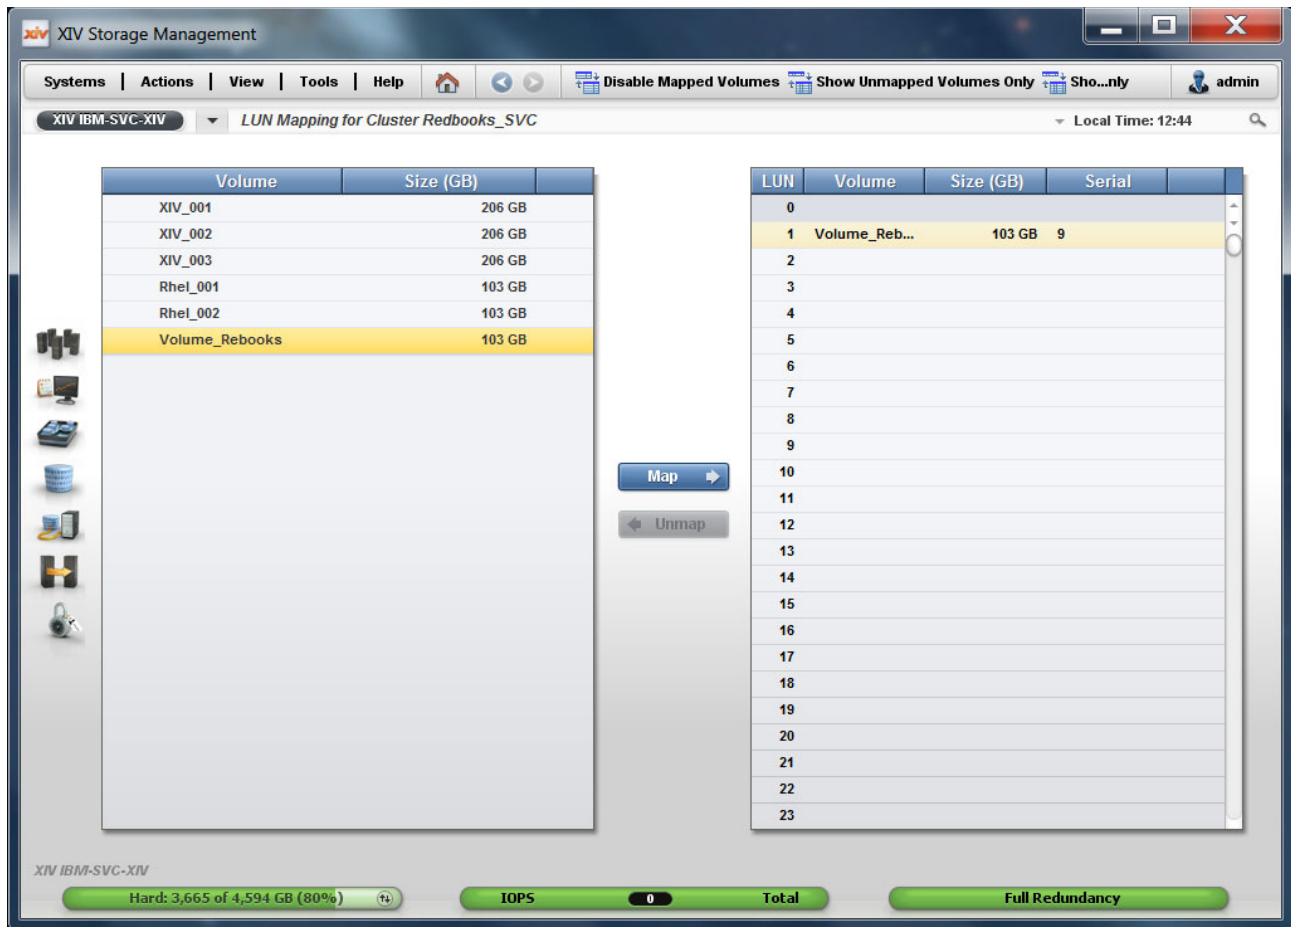 xiv XIV Storage Management
Systems | Actions | View | Tools | Help Disable Mapped Volumes Show Unmapped Volumes Only Sho...nly admin
XIV IBM-SVC-XIV LUN Mapping for Cluster Redbooks_SVC Local Time: 12:44
Volume Size (GB)
XIV_001 206 GB
XIV_002 206 GB
XIV_003 206 GB
Rhel_001 103 GB
Rhel_002 103 GB
Volume_Rebooks 103 GB
Map
Unmap
LUN Volume Size (GB) Serial
0
1 Volume_Reb... 103 GB 9
2
3
4
5
6
7
8
9
10
11
12
13
14
15
16
17
18
19
20
21
22
23
XIV IBM-SVC-XIV
Hard: 3,665 of 4,594 GB (80%) IOPS 0 Total Full Redundancy